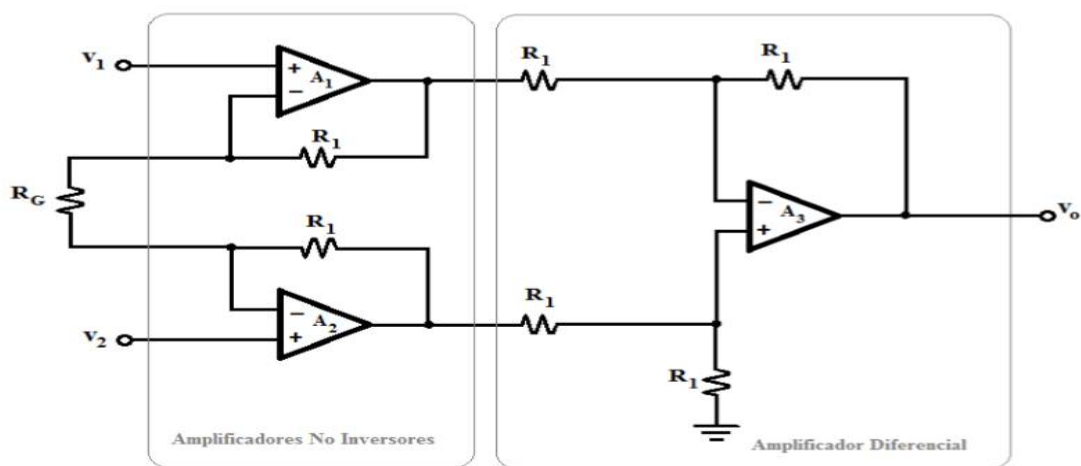 v1
+
A1
−
R1
RG
R1
−
A2
+
v2
Amplificadores No Inversores
R1
R1
−
A3
+
vo
R1
R1
Amplificador Diferencial